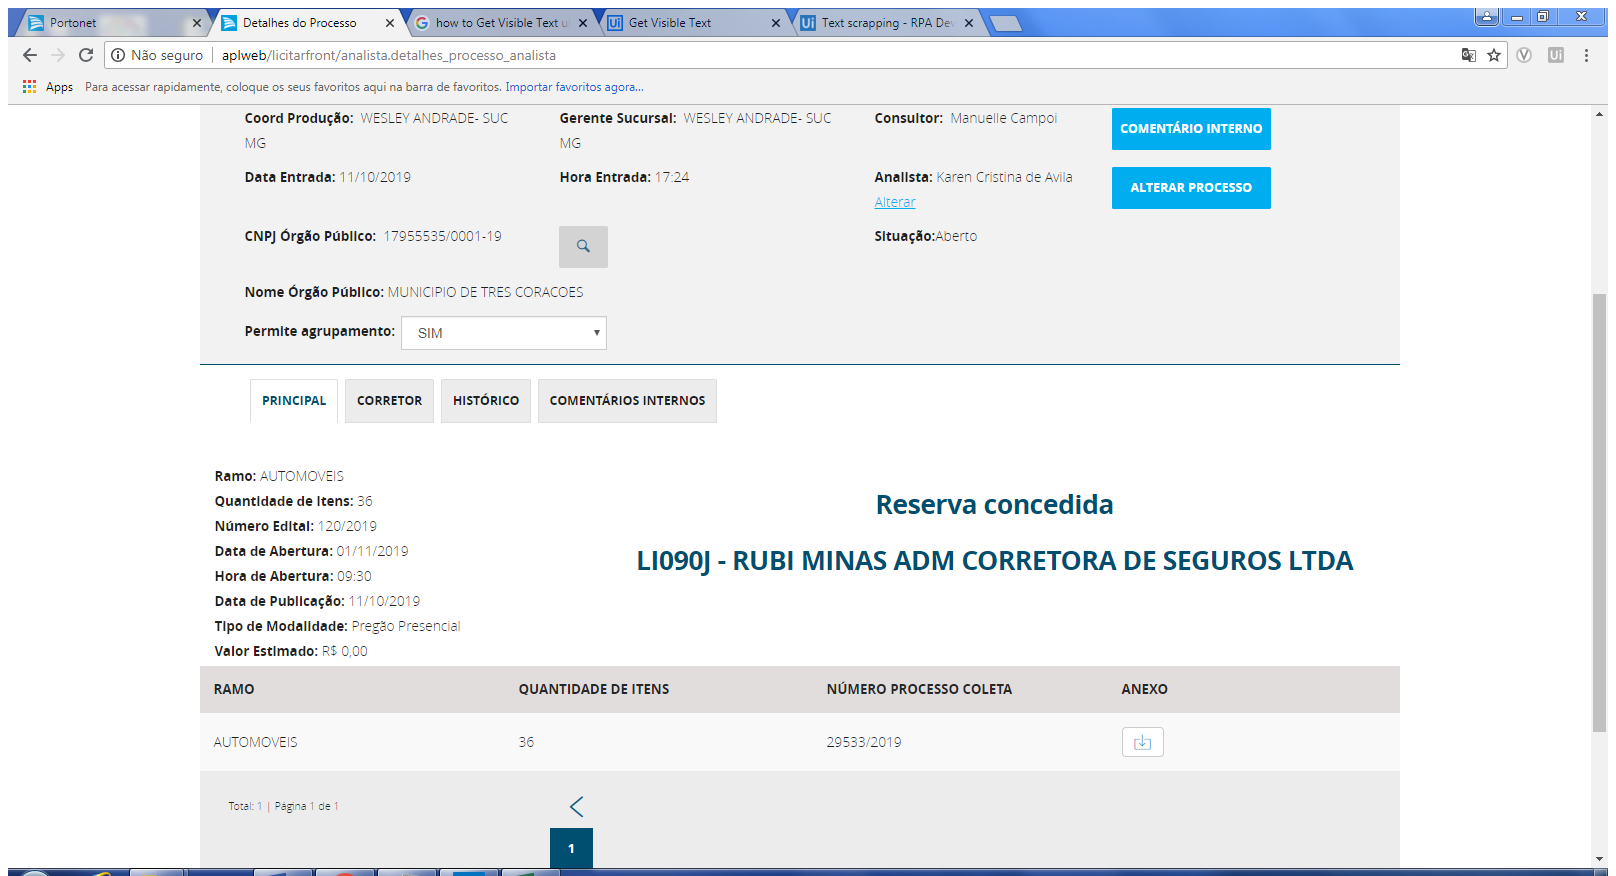 Portonet
Detalhes do Processo
how to Get Visible Text u
Get Visible Text
Text scrapping - RPA Dev
Não seguro | aplweb/licitarfront/analista.detalhes_processo_analista
Apps Para acessar rapidamente, coloque os seus favoritos aqui na barra de favoritos. Importar favoritos agora...
Coord Produção: WESLEY ANDRADE- SUC MG
Gerente Sucursal: WESLEY ANDRADE- SUC MG
Consultor: Manuelle Campoi
COMENTÁRIO INTERNO
Data Entrada: 11/10/2019
Hora Entrada: 17:24
Analista: Karen Cristina de Avila
Alterar
ALTERAR PROCESSO
CNPJ Órgão Público: 17955535/0001-19
Situação:Aberto
Nome Órgão Público: MUNICIPIO DE TRES CORACOES
Permite agrupamento: SIM
PRINCIPAL CORRETOR HISTÓRICO COMENTÁRIOS INTERNOS
Ramo: AUTOMOVEIS
Quantidade de Itens: 36
Número Edital: 120/2019
Data de Abertura: 01/11/2019
Hora de Abertura: 09:30
Data de Publicação: 11/10/2019
Tipo de Modalidade: Pregão Presencial
Valor Estimado: R$ 0,00
Reserva concedida
LI090J - RUBI MINAS ADM CORRETORA DE SEGUROS LTDA
RAMO QUANTIDADE DE ITENS NÚMERO PROCESSO COLETA ANEXO
AUTOMOVEIS 36 29533/2019
Total: 1 | Página 1 de 1
1